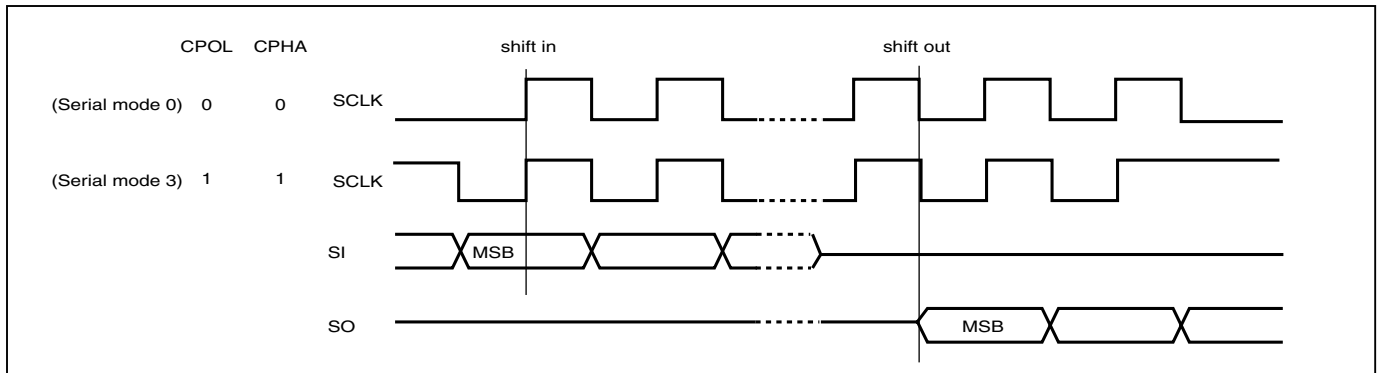 CPOL CPHA shift in shift out
(Serial mode 0) 0 0 SCLK
(Serial mode 3) 1 1 SCLK
SI MSB
SO MSB